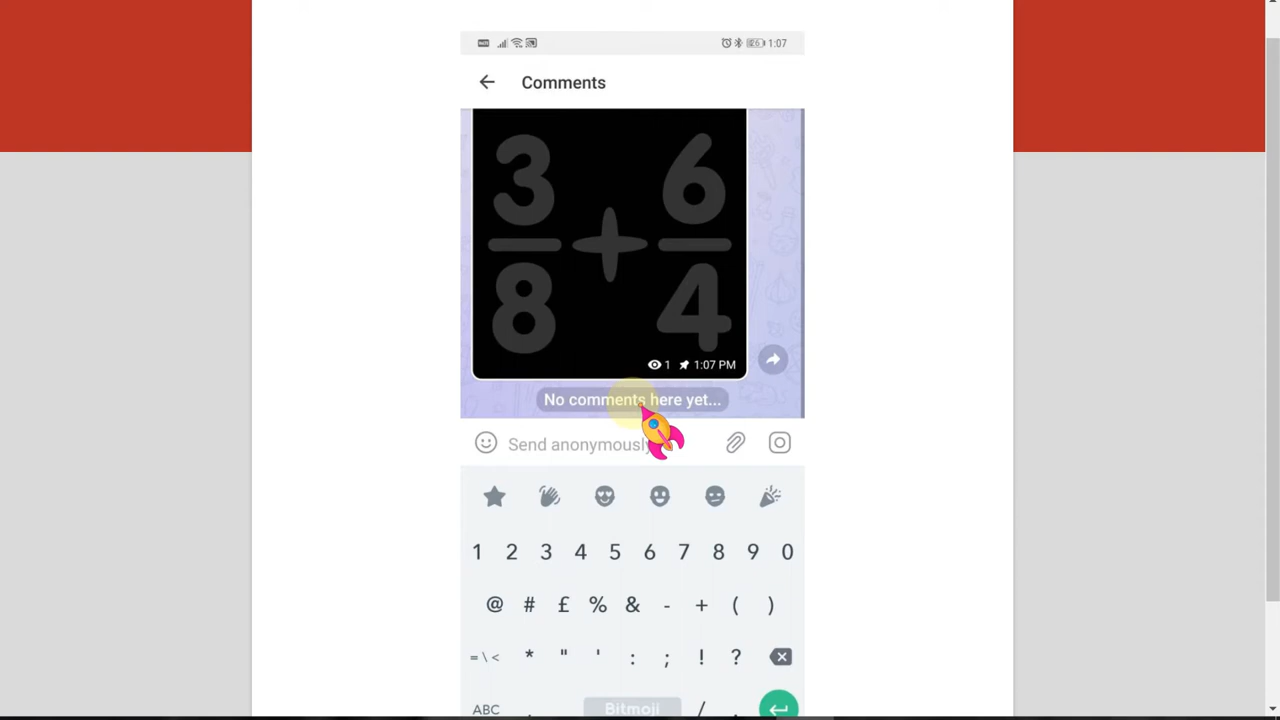 1:07
Comments
3 6
+
8 4
1 1:07 PM
No comments here yet...
Send anonymously
1 2 3 4 5 6 7 8 9 0
@ # £ % & - + ( )
= \ < * " ' : ; ! ?
ABC , Bitmoji / .